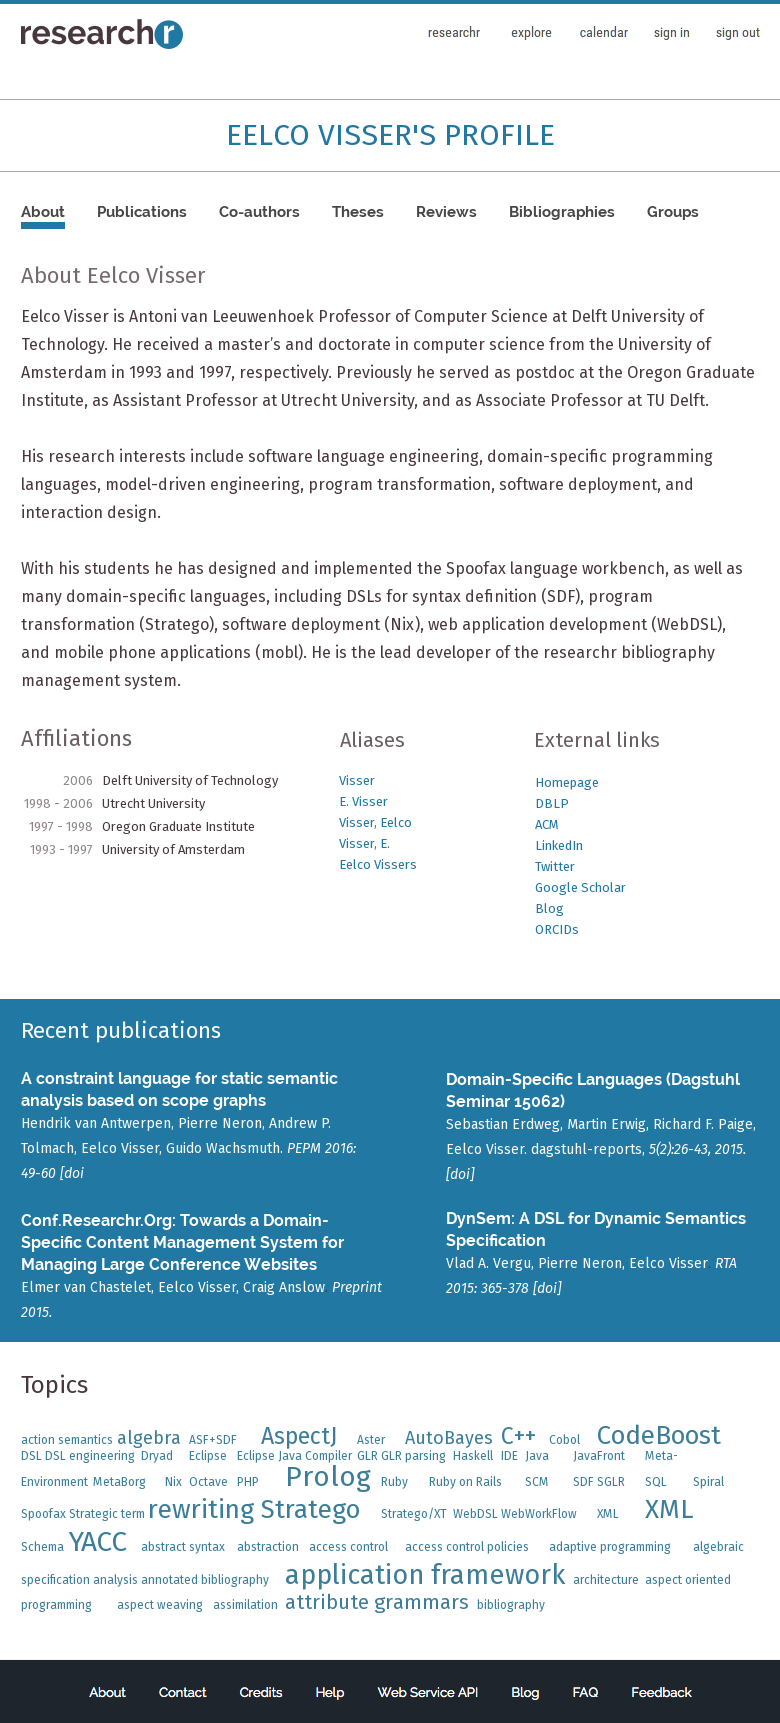 researchr
researchr explore calendar sign in sign out
EELCO VISSER'S PROFILE
About Publications Co-authors Theses Reviews Bibliographies Groups
About Eelco Visser
Eelco Visser is Antoni van Leeuwenhoek Professor of Computer Science at Delft University of
Technology. He received a master’s and doctorate in computer science from the University of
Amsterdam in 1993 and 1997, respectively. Previously he served as postdoc at the Oregon Graduate
Institute, as Assistant Professor at Utrecht University, and as Associate Professor at TU Delft.
His research interests include software language engineering, domain-specific programming
languages, model-driven engineering, program transformation, software deployment, and
interaction design.
With his students he has designed and implemented the Spoofax language workbench, as well as
many domain-specific languages, including DSLs for syntax definition (SDF), program
transformation (Stratego), software deployment (Nix), web application development (WebDSL),
and mobile phone applications (mobl). He is the lead developer of the researchr bibliography
management system.
Affiliations
2006 Delft University of Technology
1998 - 2006 Utrecht University
1997 - 1998 Oregon Graduate Institute
1993 - 1997 University of Amsterdam
Aliases
Visser
E. Visser
Visser, Eelco
Visser, E.
Eelco Vissers
External links
Homepage
DBLP
ACM
LinkedIn
Twitter
Google Scholar
Blog
ORCIDs
Recent publications
A constraint language for static semantic
analysis based on scope graphs
Hendrik van Antwerpen, Pierre Neron, Andrew P.
Tolmach, Eelco Visser, Guido Wachsmuth. PEPM 2016:
49-60 [doi
Conf.Researchr.Org: Towards a Domain-
Specific Content Management System for
Managing Large Conference Websites
Elmer van Chastelet, Eelco Visser, Craig Anslow Preprint
2015.
Domain-Specific Languages (Dagstuhl
Seminar 15062)
Sebastian Erdweg, Martin Erwig, Richard F. Paige,
Eelco Visser. dagstuhl-reports, 5(2):26-43, 2015.
[doi]
DynSem: A DSL for Dynamic Semantics
Specification
Vlad A. Vergu, Pierre Neron, Eelco Visser RTA
2015: 365-378 [doi]
Topics
action semantics algebra ASF+SDF AspectJ Aster AutoBayes C++ Cobol CodeBoost
DSL DSL engineering Dryad Eclipse Eclipse Java Compiler GLR GLR parsing Haskell IDE Java JavaFront Meta-
Environment MetaBorg Nix Octave PHP Prolog Ruby Ruby on Rails SCM SDF SGLR SQL Spiral
Spoofax Strategic term rewriting Stratego Stratego/XT WebDSL WebWorkFlow XML XML
Schema YACC abstract syntax abstraction access control access control policies adaptive programming algebraic
specification analysis annotated bibliography application framework architecture aspect oriented
programming aspect weaving assimilation attribute grammars bibliography
About Contact Credits Help Web Service API Blog FAQ Feedback